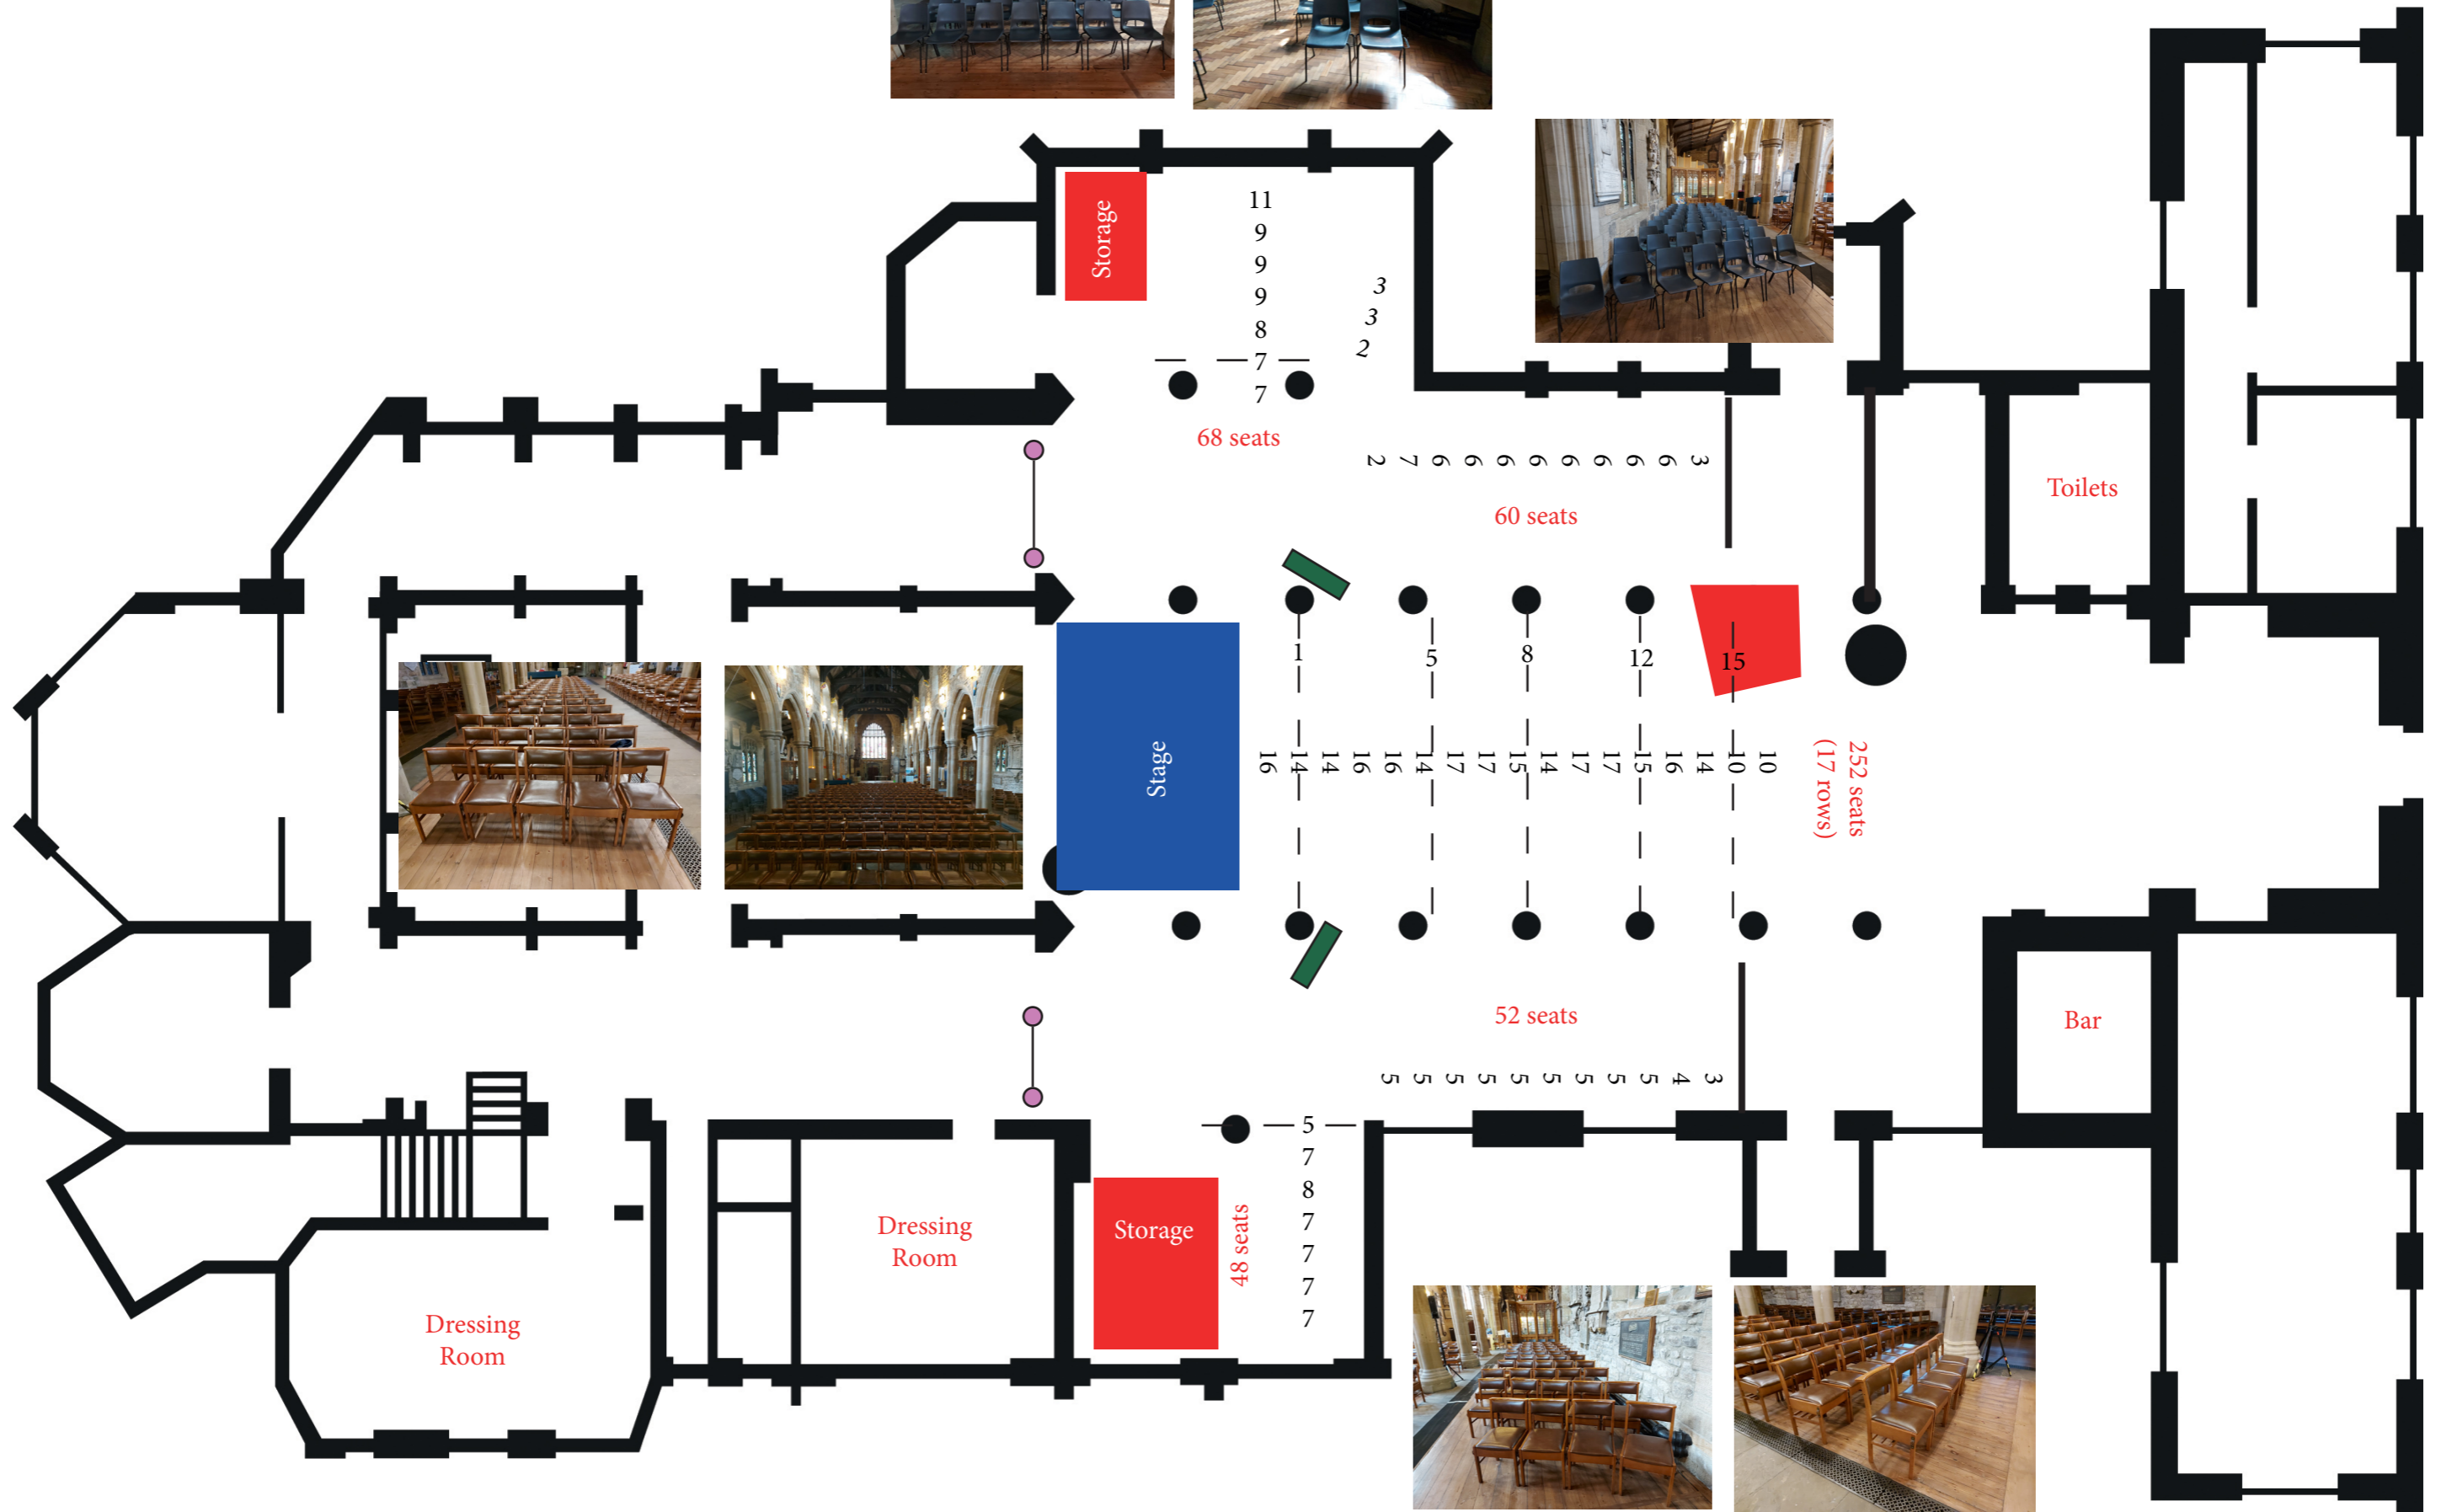 Storage
11
9
9
9
8
7
7
3
3
2
68 seats
2 7 6 6 6 6 6 6 6 6 3
60 seats
Toilets
1 5 8 12 15
Stage
16 14 14 16 16 14 17 17 15 14 17 17 15 16 14 10 10
252 seats
(17 rows)
52 seats
5 5 5 5 5 5 5 5 5 4 3
Bar
5
7
8
7
7
7
7
Storage
48 seats
Dressing
Room
Dressing
Room